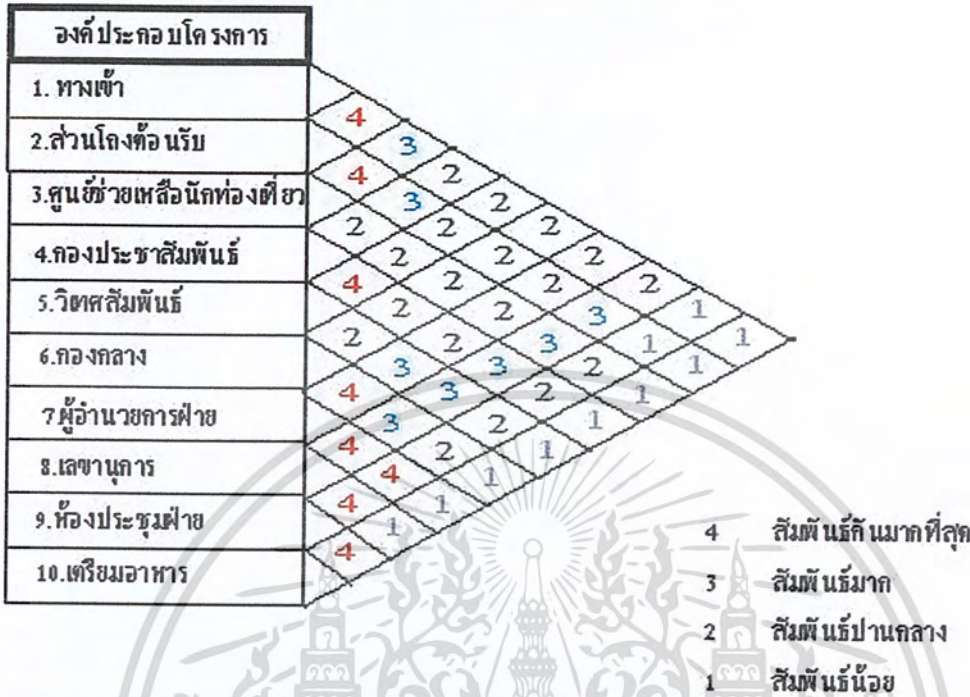 องค์ประกอบโครงการ
1. ทางเข้า
4
3
2.ส่วนโถงต้อนรับ
4 2
3 2
3.ศูนย์ช่วยเหลือนักท่องเที่ยว
2 2 2
4.กองประชาสัมพันธ์
2 2 2
4 2 2 2
5.วิเทศสัมพันธ์
2 2 3 1
2 2 3 1 1
6.กองกลาง
3 3 2 1
4 3 2 1
7ผู้อำนวยการฝ่าย
3 2 1
4 2 1
8.เลขานุการ
4 1
4 1
9.ห้องประชุมฝ่าย
1
4
10.เตรียมอาหาร
4 สัมพันธ์กันมากที่สุด
3 สัมพันธ์มาก
2 สัมพันธ์ปานกลาง
1 สัมพันธ์น้อย